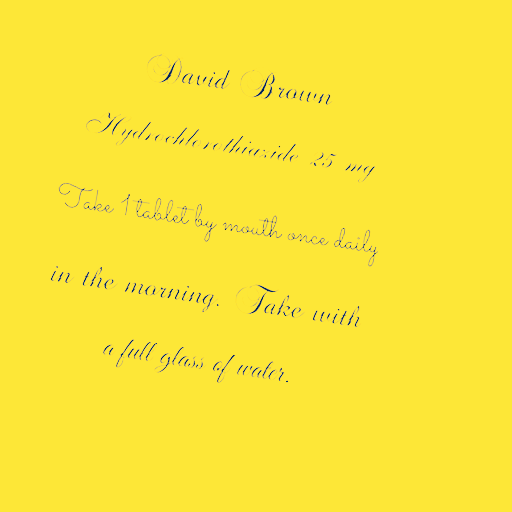 David Brown
Hydrochlorothiazide 25 mg
Take 1 tablet by mouth once daily
in the morning. Take with
a full glass of water.